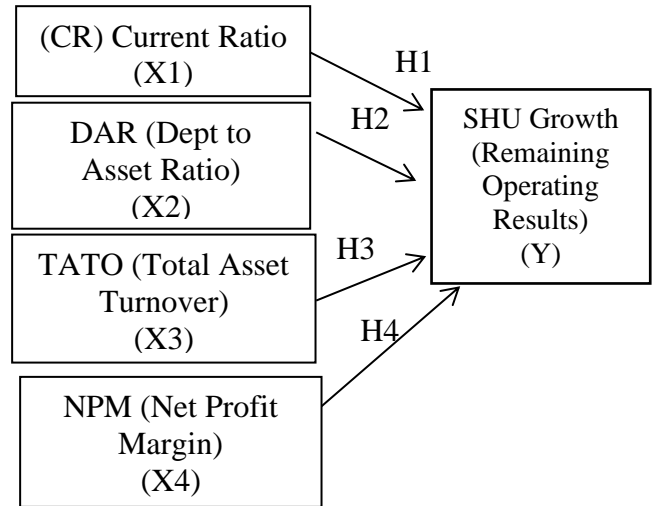 (CR) Current Ratio
(X1)
H1
DAR (Dept to
Asset Ratio)
(X2)
H2
TATO (Total Asset
Turnover)
(X3)
H3
NPM (Net Profit
Margin)
(X4)
H4
SHU Growth
(Remaining
Operating
Results)
(Y)